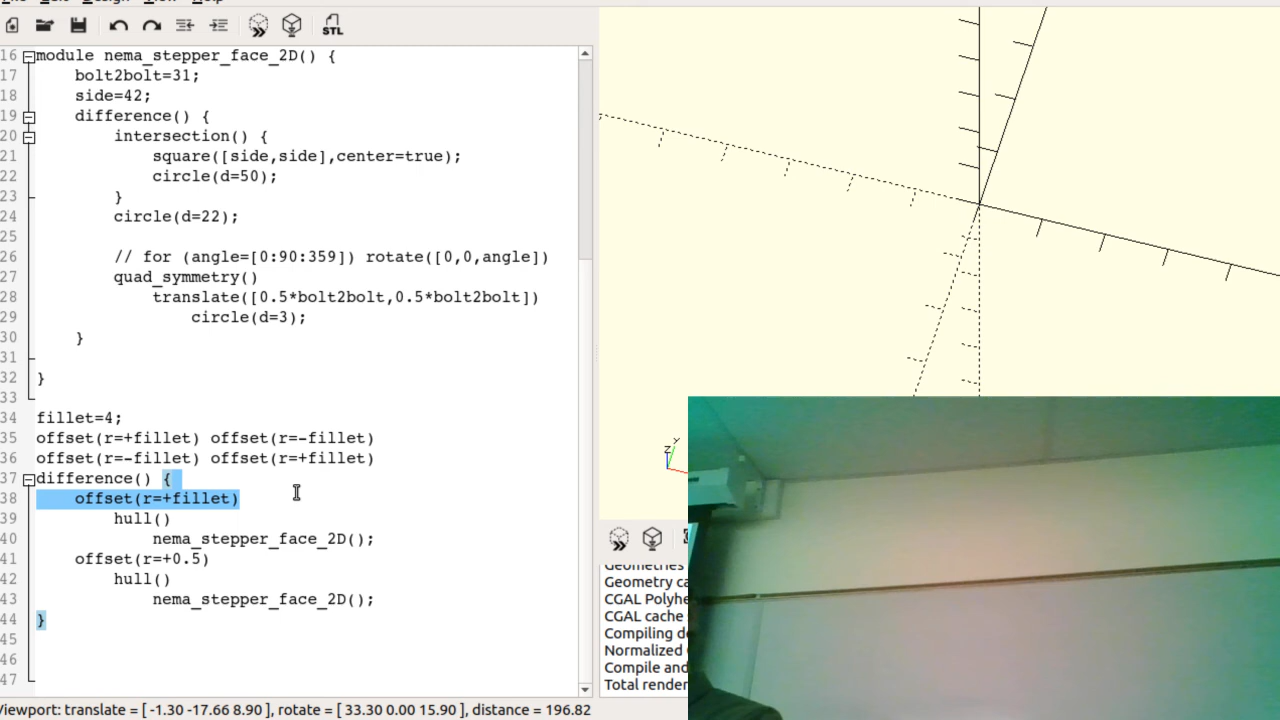 STL
16 module nema_stepper_face_2D() {
17 bolt2bolt=31;
18 side=42;
19 difference() {
20 intersection() {
21 square([side,side],center=true);
22 circle(d=50);
23 }
24 circle(d=22);
25
26 // for (angle=[0:90:359]) rotate([0,0,angle])
27 quad_symmetry()
28 translate([0.5*bolt2bolt,0.5*bolt2bolt])
29 circle(d=3);
30 }
31
32 }
33
34 fillet=4;
35 offset(r=+fillet) offset(r=-fillet)
36 offset(r=-fillet) offset(r=+fillet)
37 difference() {
38 offset(r=+fillet)
39 hull()
40 nema_stepper_face_2D();
41 offset(r=+0.5)
42 hull()
43 nema_stepper_face_2D();
44 }
45
46
47
Y
Z
Geometries
Geometry ca
CGAL Polyhe
CGAL cache
Compiling de
Normalized
Compile and
Total render
Viewport: translate = [ -1.30 -17.66 8.90 ], rotate = [ 33.30 0.00 15.90 ], distance = 196.82